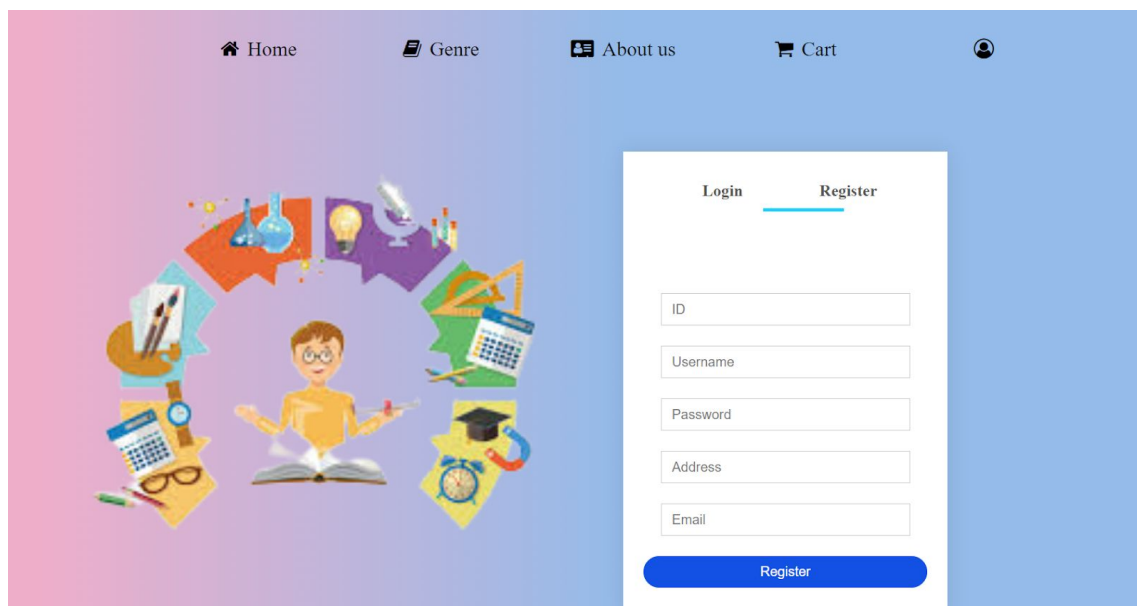 Home Genre About us Cart
Login Register
ID
Username
Password
Address
Email
Register